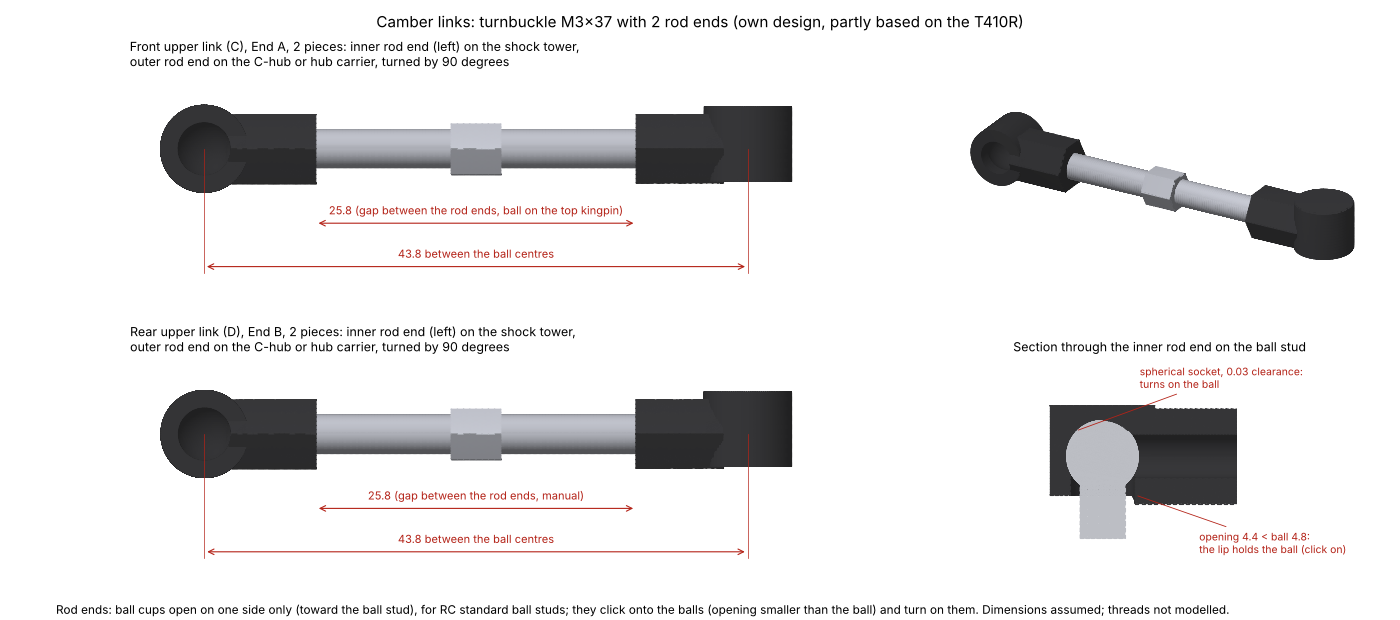 Camber links: turnbuckle M3×37 with 2 rod ends (own design, partly based on the T410R)
Front upper link (C), End A, 2 pieces: inner rod end (left) on the shock tower,
outer rod end on the C-hub or hub carrier, turned by 90 degrees
25.8 (gap between the rod ends, ball on the top kingpin)
43.8 between the ball centres
Rear upper link (D), End B, 2 pieces: inner rod end (left) on the shock tower,
outer rod end on the C-hub or hub carrier, turned by 90 degrees
25.8 (gap between the rod ends, manual)
43.8 between the ball centres
Section through the inner rod end on the ball stud
spherical socket, 0.03 clearance:
turns on the ball
opening 4.4 < ball 4.8:
the lip holds the ball (click on)
Rod ends: ball cups open on one side only (toward the ball stud), for RC standard ball studs; they click onto the balls (opening smaller than the ball) and turn on them. Dimensions assumed; threads not modelled.